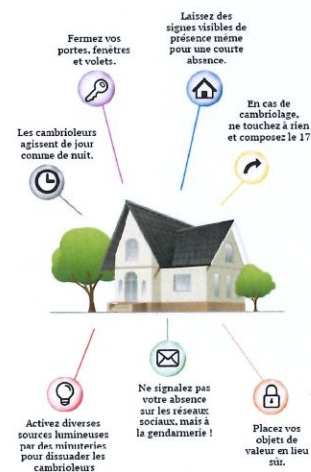 Laissez des
signes visibles de
présence même
pour une courte
absence.
Fermez vos
portes, fenêtres
et volets.
En cas de
cambriolage,
ne touchez à rien
et composez le 17
Les cambrioleurs
agissent de jour
comme de nuit.
Ne signalez pas
votre absence
sur les réseaux
sociaux, mais à
la gendarmerie !
Activez diverses
sources lumineuses
par des minuteries
pour dissuader les
cambrioleurs
Placez vos
objets de
valeur en lieu
sûr.